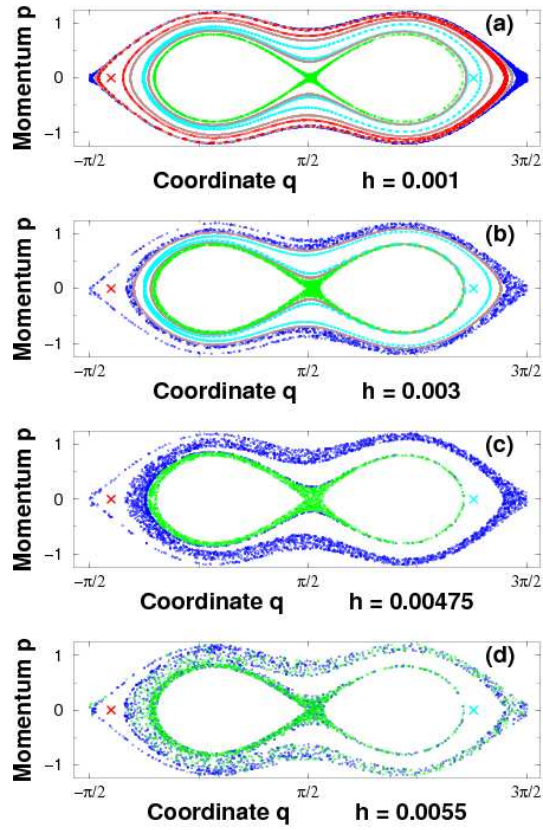 (a)
Momentum p
1
0
−1
−π/2
π/2
3π/2
Coordinate q h = 0.001
(b)
Momentum p
1
0
−1
−π/2
π/2
3π/2
Coordinate q h = 0.003
(c)
Momentum p
1
0
−1
−π/2
π/2
3π/2
Coordinate q h = 0.00475
(d)
Momentum p
1
0
−1
−π/2
π/2
3π/2
Coordinate q h = 0.0055